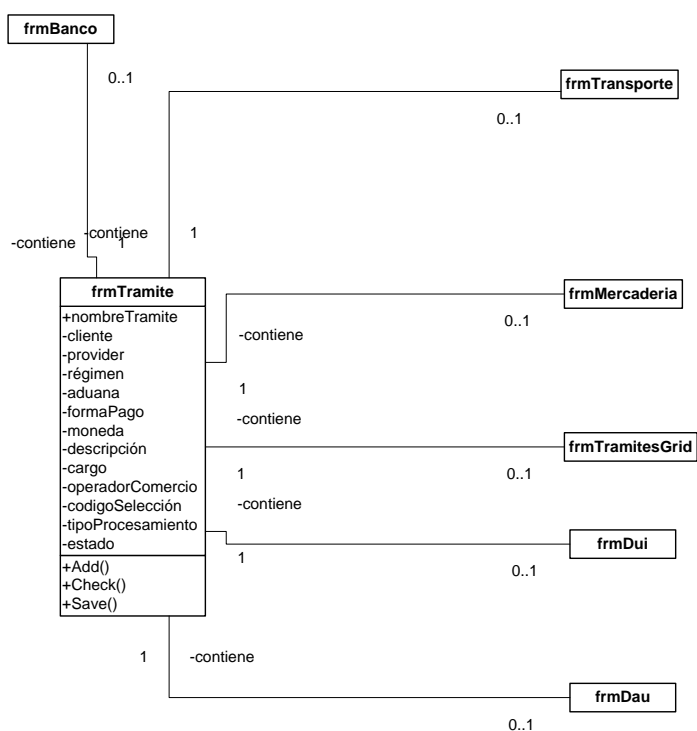 frmBanco
0..1
frmTransporte
0..1
-contiene
-contiene
1
1
frmTramite
+nombreTramite
-cliente
-provider
-régimen
-aduana
-formaPago
-moneda
-descripción
-cargo
-operadorComercio
-codigoSelección
-tipoProcesamiento
-estado
+Add()
+Check()
+Save()
frmMercaderia
0..1
-contiene
1
-contiene
frmTramitesGrid
1
0..1
-contiene
frmDui
1
0..1
1
-contiene
frmDau
0..1